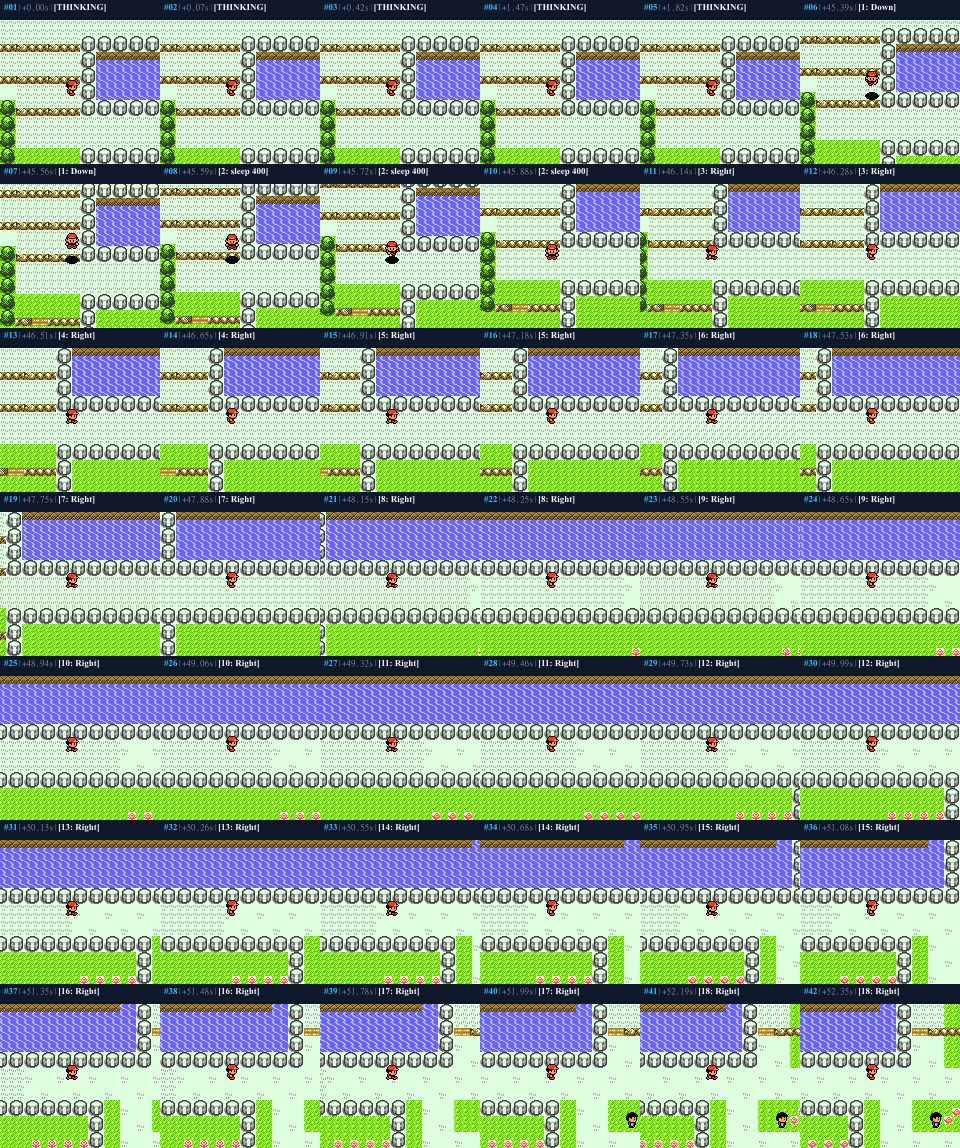 #01|+0.00s|[THINKING] #02|+0.07s|[THINKING] #03|+0.42s|[THINKING] #04|+1.47s|[THINKING] #05|+1.82s|[THINKING] #06|+45.39s|[1: Down]
#07|+45.56s|[1: Down] #08|+45.59s|[2: sleep 400] #09|+45.72s|[2: sleep 400] #10|+45.88s|[2: sleep 400] #11|+46.14s|[3: Right] #12|+46.28s|[3: Right]
#13|+46.51s|[4: Right] #14|+46.65s|[4: Right] #15|+46.91s|[5: Right] #16|+47.18s|[5: Right] #17|+47.35s|[6: Right] #18|+47.53s|[6: Right]
#19|+47.75s|[7: Right] #20|+47.88s|[7: Right] #21|+48.15s|[8: Right] #22|+48.25s|[8: Right] #23|+48.55s|[9: Right] #24|+48.65s|[9: Right]
#25|+48.94s|[10: Right] #26|+49.06s|[10: Right] #27|+49.32s|[11: Right] #28|+49.46s|[11: Right] #29|+49.73s|[12: Right] #30|+49.99s|[12: Right]
#31|+50.13s|[13: Right] #32|+50.26s|[13: Right] #33|+50.55s|[14: Right] #34|+50.68s|[14: Right] #35|+50.95s|[15: Right] #36|+51.08s|[15: Right]
#37|+51.35s|[16: Right] #38|+51.48s|[16: Right] #39|+51.78s|[17: Right] #40|+51.99s|[17: Right] #41|+52.19s|[18: Right] #42|+52.35s|[18: Right]